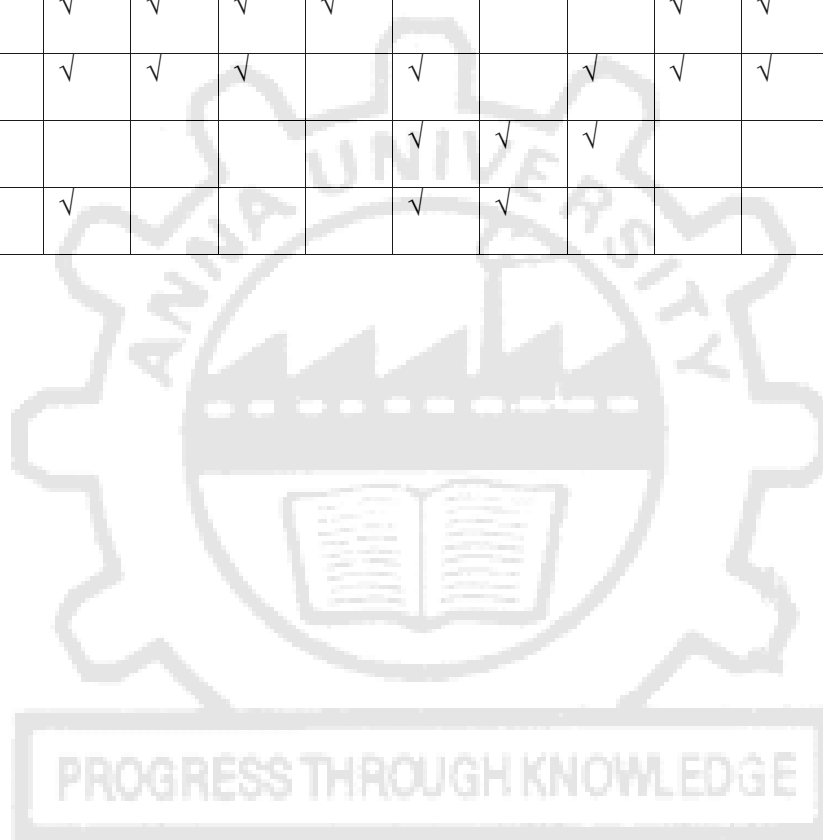 √ √ √ √ √ √
√ √ √ √ √ √ √
√ √ √
√ √ √
ANNA UNIVERSITY
PROGRESS THROUGH KNOWLEDGE